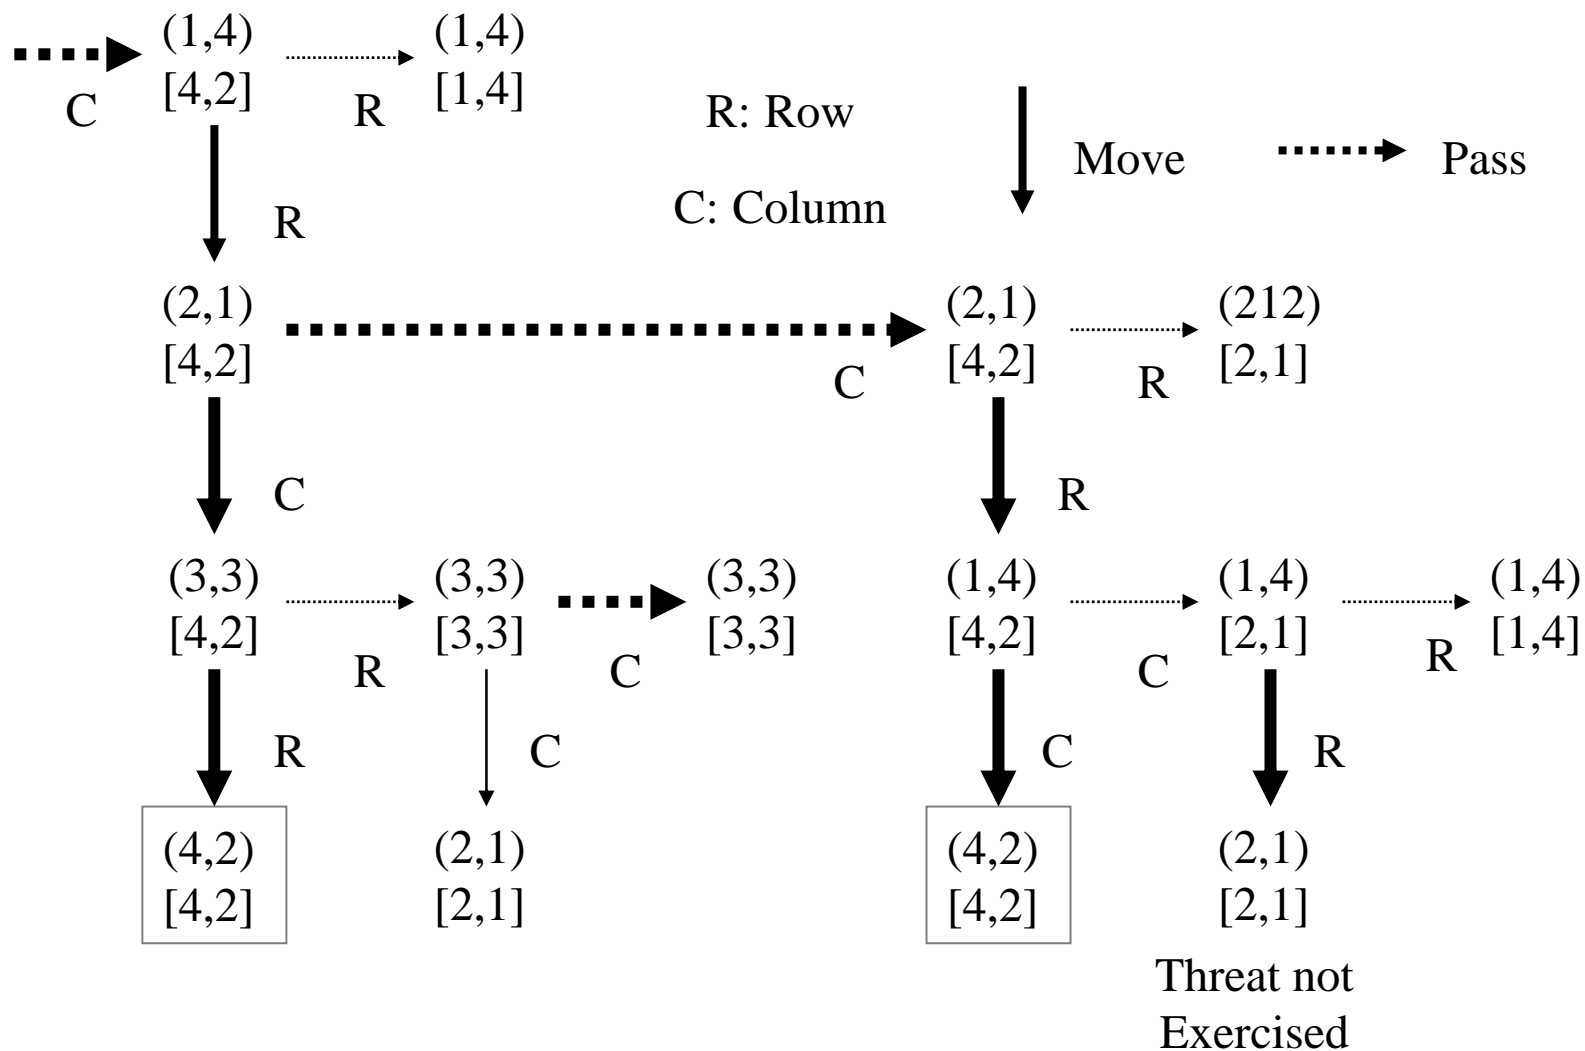 (1,4)
[4,2]
C
R
(1,4)
[1,4]
R: Row
C: Column
Move
Pass
R
(2,1)
[4,2]
C
(2,1)
[4,2]
R
(212)
[2,1]
C
R
(3,3)
[4,2]
R
(3,3)
[3,3]
C
(3,3)
[3,3]
(1,4)
[4,2]
C
(1,4)
[2,1]
R
(1,4)
[1,4]
R
C
C
R
(4,2)
[4,2]
(2,1)
[2,1]
(4,2)
[4,2]
(2,1)
[2,1]
Threat not
Exercised